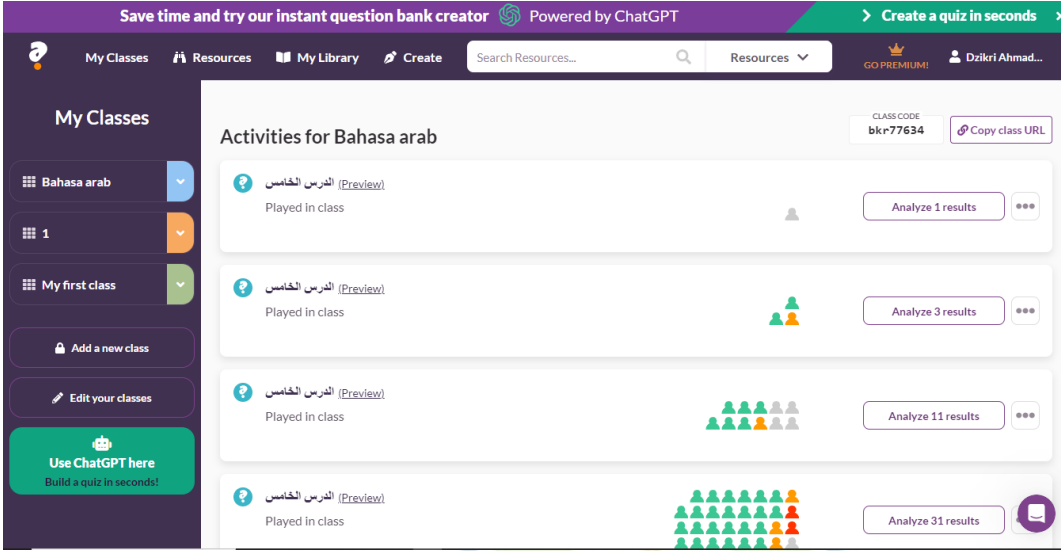 Save time and try our instant question bank creator Powered by ChatGPT > Create a quiz in seconds
My Classes Resources My Library Create Search Resources... Resources GO PREMIUM! Dzikri Ahmad...
My Classes
Bahasa arab
1
My first class
Add a new class
Edit your classes
Use ChatGPT here
Build a quiz in seconds!
Activities for Bahasa arab
CLASS CODE
bkr77634
Copy class URL
الدرس الخامس (Preview)
Played in class
Analyze 1 results
الدرس الخامس (Preview)
Played in class
Analyze 3 results
الدرس الخامس (Preview)
Played in class
Analyze 11 results
الدرس الخامس (Preview)
Played in class
Analyze 31 results